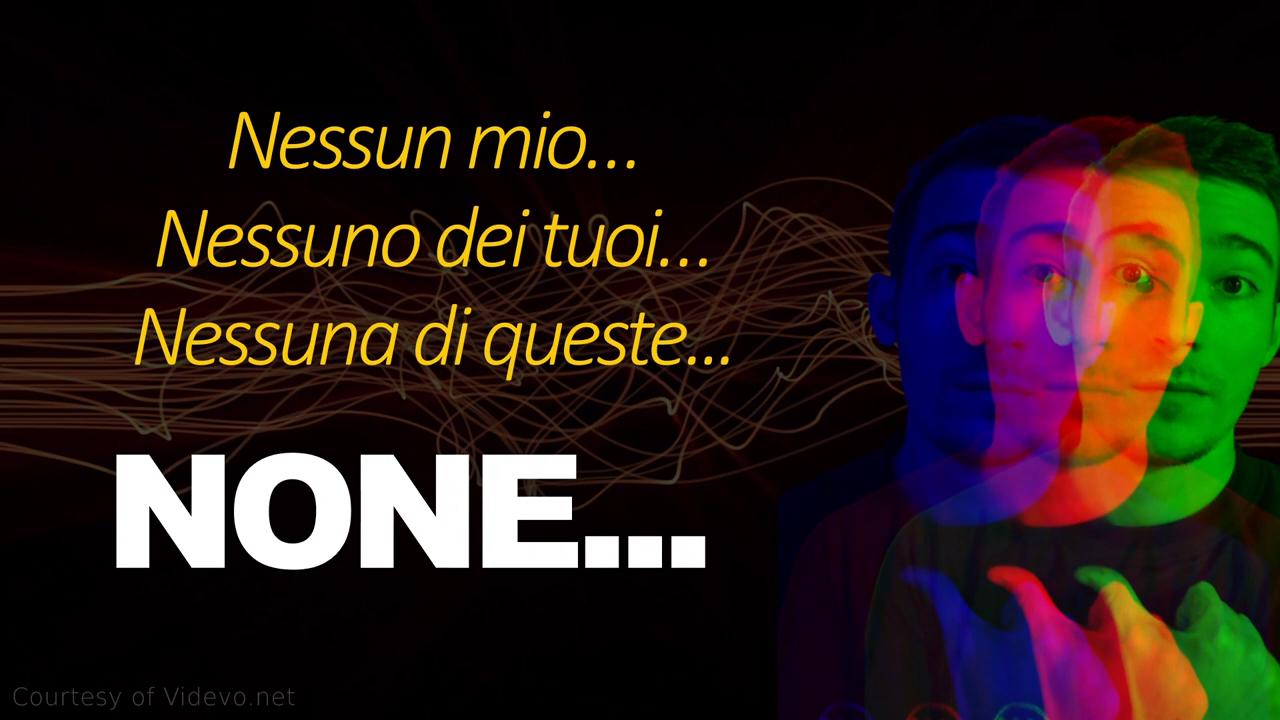 Nessun mio...
Nessuno dei tuoi...
Nessuna di queste...
NONE...
Courtesy of Videvo.net